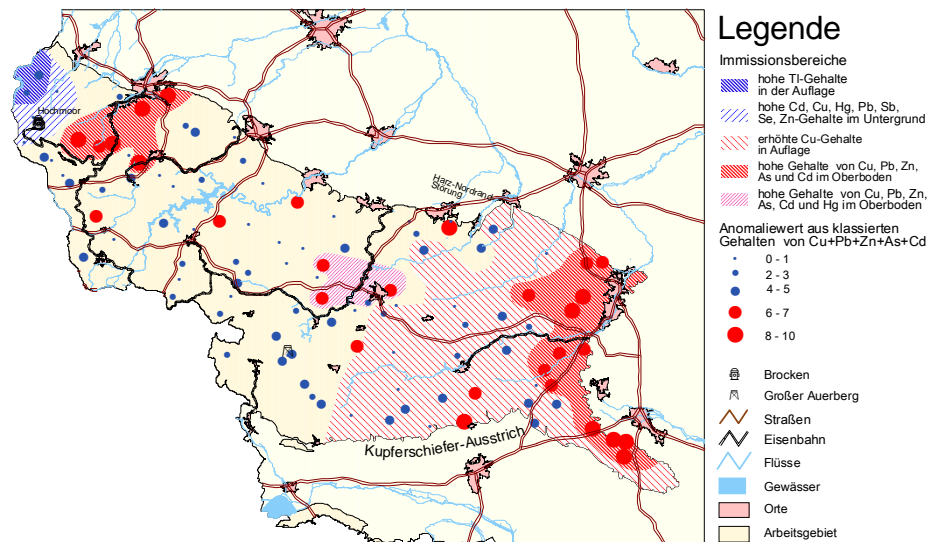 Hochmoor
Harz-Nordrand
Störung
Kupferschiefer-Ausstrich
Legende
Immissionsbereiche
hohe Tl-Gehalte
in der Auflage
hohe Cd, Cu, Hg, Pb, Sb,
Se, Zn-Gehalte im Untergrund
erhöhte Cu-Gehalte
in Auflage
hohe Gehalte von Cu, Pb, Zn,
As und Cd im Oberboden
hohe Gehalte von Cu, Pb, Zn,
As, Cd und Hg im Oberboden
Anomaliewert aus klassierten
Gehalten von Cu+Pb+Zn+As+Cd
0 - 1
2 - 3
4 - 5
6 - 7
8 - 10
Brocken
Großer Auerberg
Straßen
Eisenbahn
Flüsse
Gewässer
Orte
Arbeitsgebiet